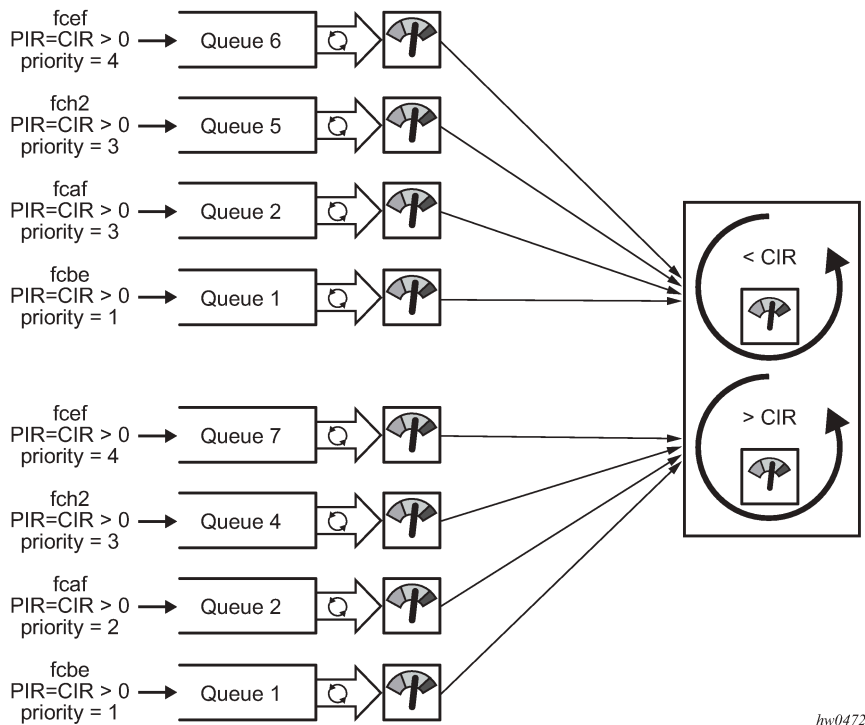 fcef
PIR=CIR > 0
priority = 4
Queue 6
fch2
PIR=CIR > 0
priority = 3
Queue 5
fcaf
PIR=CIR > 0
priority = 3
Queue 2
fcbe
PIR=CIR > 0
priority = 1
Queue 1
< CIR
fcef
PIR=CIR > 0
priority = 4
Queue 7
> CIR
fch2
PIR=CIR > 0
priority = 3
Queue 4
fcaf
PIR=CIR > 0
priority = 2
Queue 2
fcbe
PIR=CIR > 0
priority = 1
Queue 1
hw0472